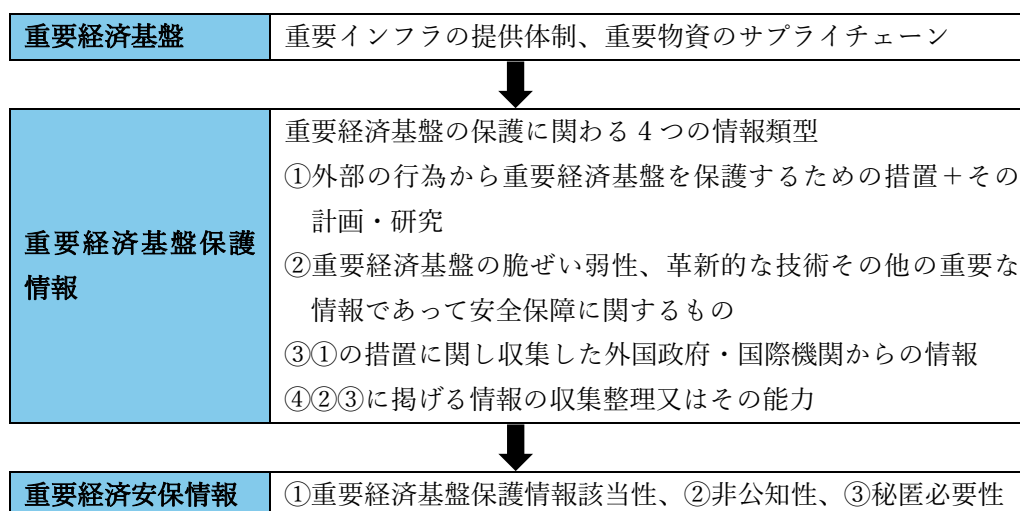 重要経済基盤
重要インフラの提供体制、重要物資のサプライチェーン
重要経済基盤保護
情報
重要経済基盤の保護に関わる 4 つの情報類型
①外部の行為から重要経済基盤を保護するための措置＋その
計画・研究
②重要経済基盤の脆ぜい弱性、革新的な技術その他の重要な
情報であって安全保障に関するもの
③①の措置に関し収集した外国政府・国際機関からの情報
④②③に掲げる情報の収集整理又はその能力
重要経済安保情報
①重要経済基盤保護情報該当性、②非公知性、③秘匿必要性